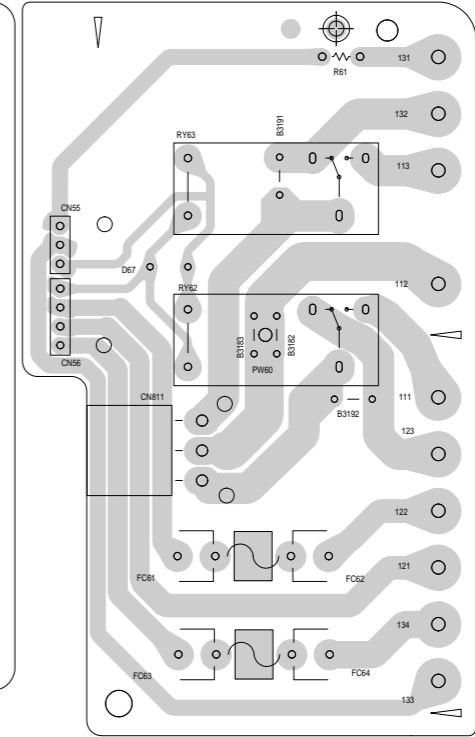 131
R61
132
B3191
RY63
113
CN55
D67
112
RY62
B3183
B3182
PW60
CN56
CN811
111
B3192
123
122
121
FC61
FC62
134
FC63
FC64
133